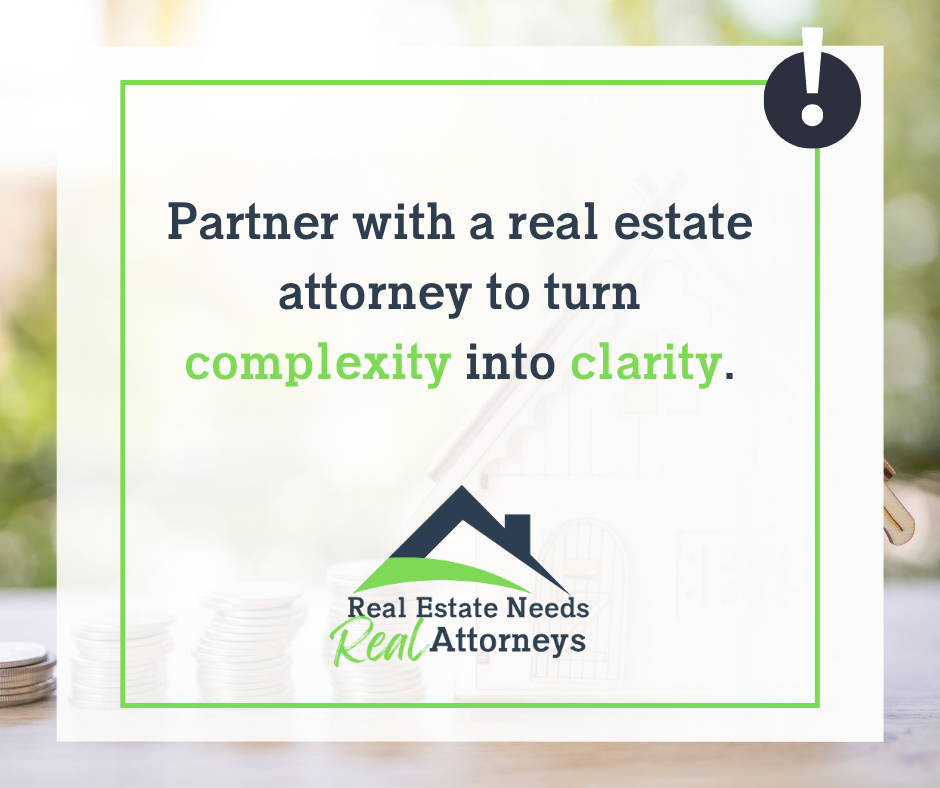 Partner with a real estate
attorney to turn
complexity into clarity.
Real Estate Needs
Real Attorneys